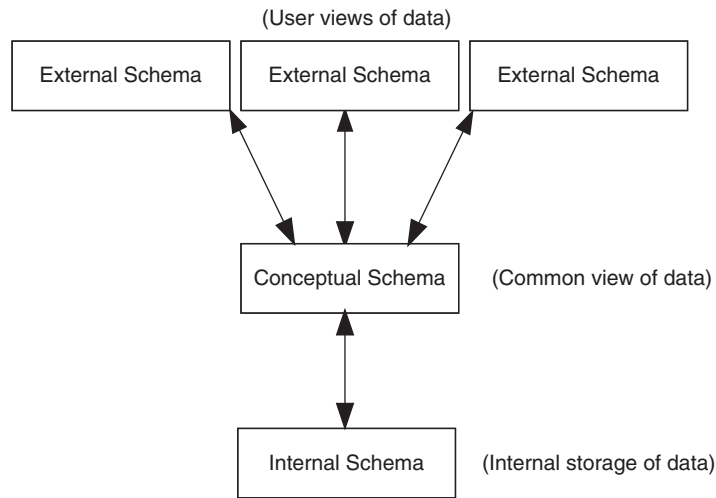 (User views of data)
External Schema
External Schema
External Schema
Conceptual Schema
(Common view of data)
Internal Schema
(Internal storage of data)